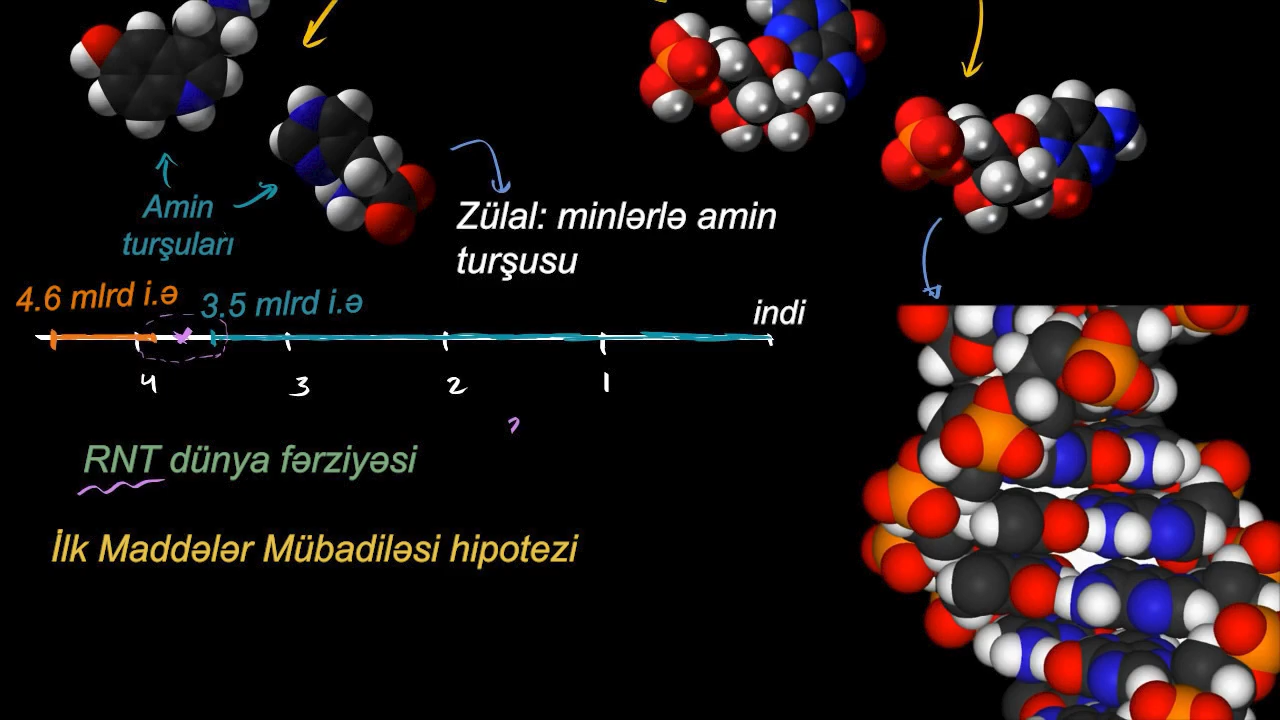 Amin
turşuları
Zülal: minlərlə amin
turşusu
4.6 mlrd i.ə
3.5 mlrd i.ə
indi
4 3 2 1
RNT dünya fərziyəsi
İlk Maddələr Mübadiləsi hipotezi